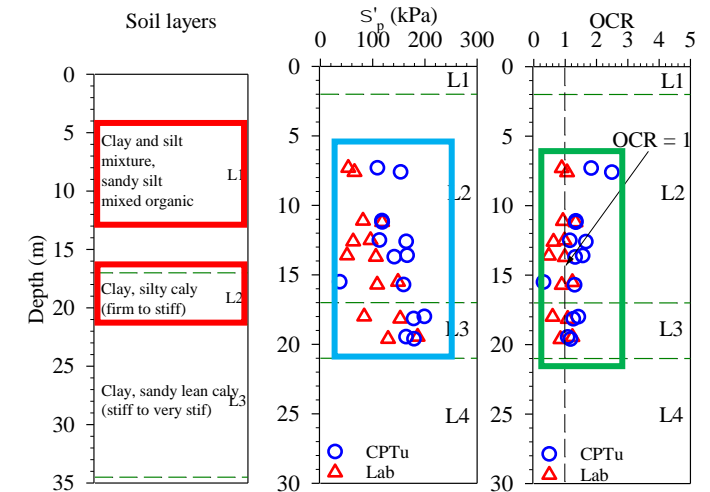 Soil layers
0
5
10
15
20
25
30
35
Depth (m)
Clay and silt
mixture,
sandy silt
mixed organic
L1
Clay, silty caly
(firm to stiff)
L2
Clay, sandy lean caly
(stiff to very stif)
L3
S'p (kPa)
0 100 200 300
0
5
10
15
20
25
30
L1
L2
L3
L4
CPTu
Lab
OCR
0 1 2 3 4 5
0
5
10
15
20
25
30
L1
OCR = 1
L2
L3
L4
CPTu
Lab